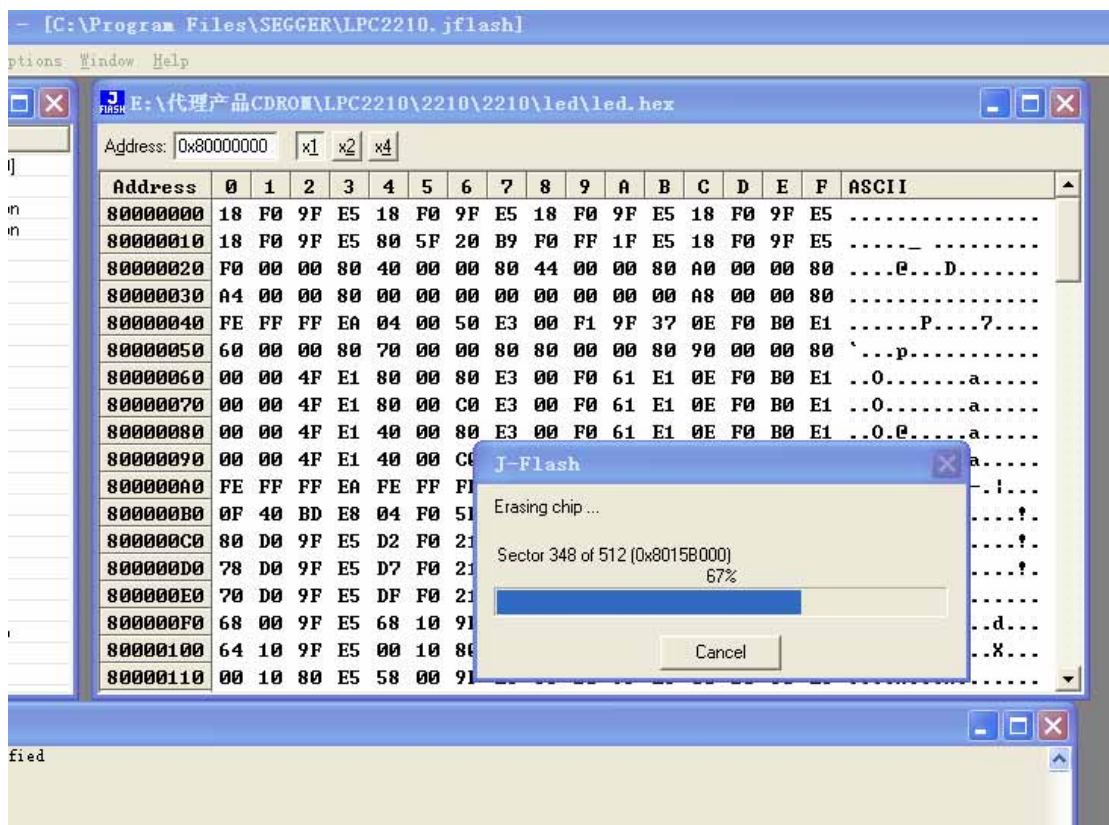 - [C:\Program Files\SEGGER\LPC2210.jflash]
ptions Window Help
E:\代理产品CDROM\LPC2210\2210\2210\led\led.hex
Address: 0x80000000 x1 x2 x4
Address 0 1 2 3 4 5 6 7 8 9 A B C D E F ASCII
80000000 18 F0 9F E5 18 F0 9F E5 18 F0 9F E5 18 F0 9F E5 ................
80000010 18 F0 9F E5 80 5F 20 B9 F0 FF 1F E5 18 F0 9F E5 ....._ .........
80000020 F0 00 00 80 40 00 00 80 44 00 00 80 A0 00 00 80 ....@...D.......
80000030 A4 00 00 80 00 00 00 00 00 00 00 00 A8 00 00 80 ................
80000040 FE FF FF EA 04 00 50 E3 00 F1 9F 37 0E F0 B0 E1 ......P....7....
80000050 60 00 00 80 70 00 00 80 80 00 00 80 90 00 00 80 `...p...........
80000060 00 00 4F E1 80 00 80 E3 00 F0 61 E1 0E F0 B0 E1 ..O.......a.....
80000070 00 00 4F E1 80 00 C0 E3 00 F0 61 E1 0E F0 B0 E1 ..O.......a.....
80000080 00 00 4F E1 40 00 80 E3 00 F0 61 E1 0E F0 B0 E1 ..O.@.....a.....
80000090 00 00 4F E1 40 00 a.....
800000A0 FE FF FF EA FE FF
800000B0 0F 40 BD E8 04 F0 ....!.
800000C0 80 D0 9F E5 D2 F0 ....!.
800000D0 78 D0 9F E5 D7 F0 ....!.
800000E0 70 D0 9F E5 DF F0 ......
800000F0 68 00 9F E5 68 10 ..d...
80000100 64 10 9F E5 00 10 ..X...
80000110 00 10 80 E5 58 00
J-Flash
Erasing chip ...
Sector 348 of 512 (0x8015B000)
67%
Cancel
fied